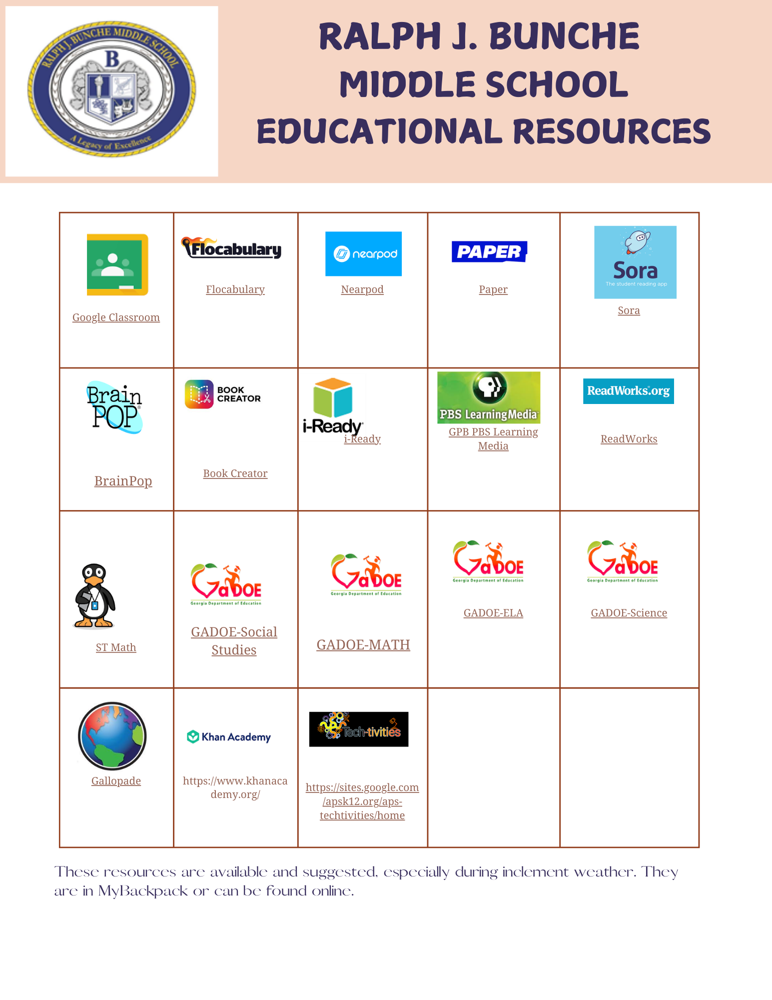 RALPH J. BUNCHE MIDDLE SCHOOL
B
A Legacy of Excellence
RALPH J. BUNCHE
MIDDLE SCHOOL
EDUCATIONAL RESOURCES
Google Classroom
Flocabulary
Flocabulary
nearpod
Nearpod
PAPER
Paper
Sora
The student reading app
Sora
Brain
POP®
BrainPop
BOOK
CREATOR
Book Creator
i-Ready®
i-Ready
PBS LearningMedia
GPB PBS Learning
Media
ReadWorks®.org
ReadWorks
ST Math
GaDOE
Georgia Department of Education
GADOE-Social
Studies
GaDOE
Georgia Department of Education
GADOE-MATH
GaDOE
Georgia Department of Education
GADOE-ELA
GaDOE
Georgia Department of Education
GADOE-Science
Gallopade
Khan Academy
https://www.khanaca
demy.org/
Tech-tivities
https://sites.google.com
/apsk12.org/aps-
techtivities/home
These resources are available and suggested, especially during inclement weather. They
are in MyBackpack or can be found online.